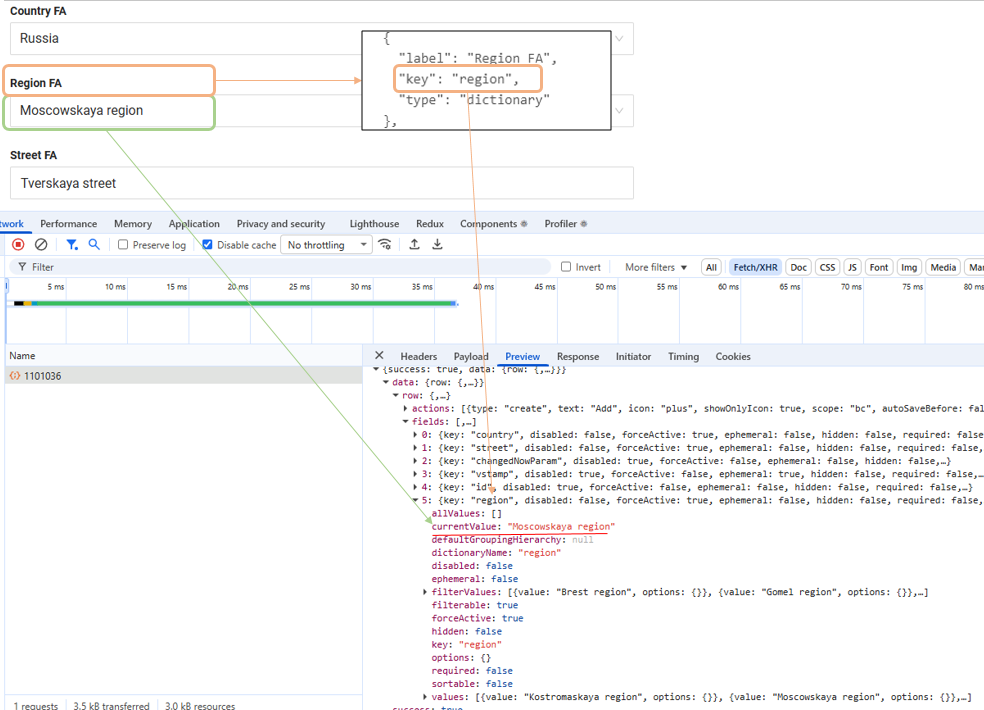 Country FA
Russia
{
"label": "Region FA",
Region FA
"key": "region",
Moscowskaya region
"type": "dictionary"
},
Street FA
Tverskaya street
twork Performance Memory Application Privacy and security Lighthouse Redux Components Profiler
Preserve log Disable cache No throttling
Filter Invert More filters All Fetch/XHR Doc CSS JS Font Img Media Man
5 ms 10 ms 15 ms 20 ms 25 ms 30 ms 35 ms 40 ms 45 ms 50 ms 55 ms 60 ms 65 ms 70 ms 75 ms 80 ms
Name Headers Payload Preview Response Initiator Timing Cookies
{success: true, data: {row: {,…}}}
1101036
data: {row: {,…}}
row: {,…}
actions: [{type: "create", text: "Add", icon: "plus", showOnlyIcon: true, scope: "bc", autoSaveBefore: fal
fields: [,…]
0: {key: "country", disabled: false, forceActive: true, ephemeral: false, hidden: false, required: false
1: {key: "street", disabled: false, forceActive: true, ephemeral: false, hidden: false, required: false,
2: {key: "changedNowParam", disabled: true, forceActive: false, ephemeral: false, hidden: false,…}
3: {key: "vstamp", disabled: true, forceActive: false, ephemeral: true, hidden: false, required: false,…
4: {key: "id", disabled: true, forceActive: false, ephemeral: false, hidden: false, required: false,…}
5: {key: "region", disabled: false, forceActive: true, ephemeral: false, hidden: false, required: false,
allValues: []
currentValue: "Moscowskaya region"
defaultGroupingHierarchy: null
dictionaryName: "region"
disabled: false
ephemeral: false
filterValues: [{value: "Brest region", options: {}}, {value: "Gomel region", options: {}},…]
filterable: true
forceActive: true
hidden: false
key: "region"
options: {}
required: false
sortable: false
values: [{value: "Kostromaskaya region", options: {}}, {value: "Moscowskaya region", options: {}},…]
1 requests 3.5 kB transferred 3.0 kB resources
success: true